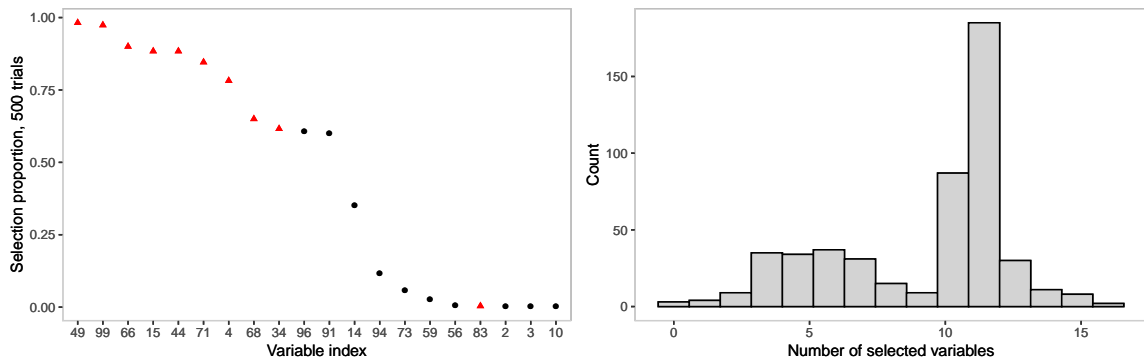 Selection proportion, 500 trials
1.00
0.75
0.50
0.25
0.00
49 99 66 15 44 71 4 68 34 96 91 14 94 73 59 56 83 2 3 10
Variable index
Count
150
100
50
0
0 5 10 15
Number of selected variables